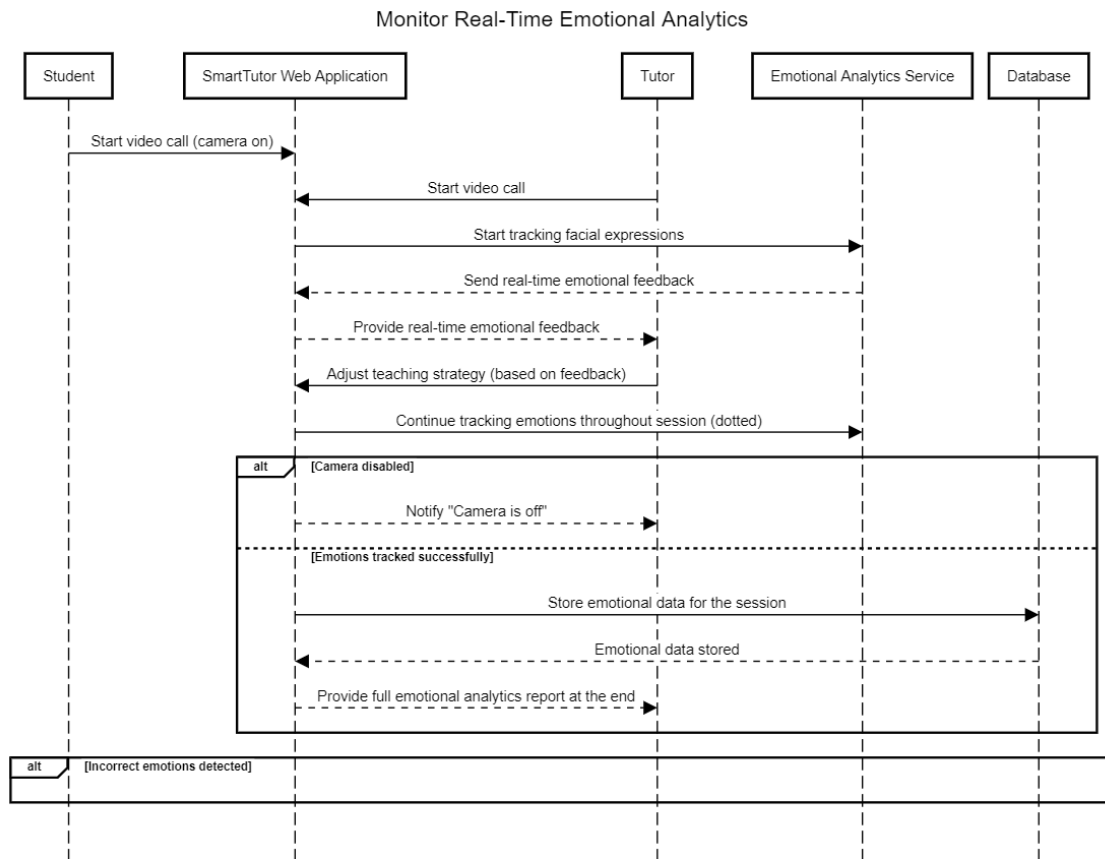 Monitor Real-Time Emotional Analytics
Student
SmartTutor Web Application
Tutor
Emotional Analytics Service
Database
Start video call (camera on)
Start video call
Start tracking facial expressions
Send real-time emotional feedback
Provide real-time emotional feedback
Adjust teaching strategy (based on feedback)
Continue tracking emotions throughout session (dotted)
alt
[Camera disabled]
Notify "Camera is off"
[Emotions tracked successfully]
Store emotional data for the session
Emotional data stored
Provide full emotional analytics report at the end
alt
[Incorrect emotions detected]